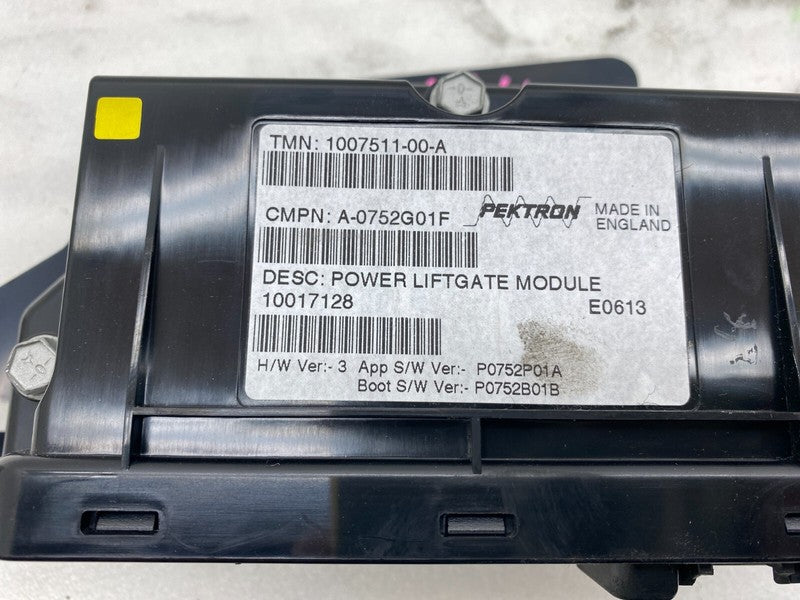 TMN: 1007511-00-A
CMPN: A-0752G01F
PEKTRON
MADE IN
ENGLAND
DESC: POWER LIFTGATE MODULE
10017128 E0613
H/W Ver:- 3 App S/W Ver:- P0752P01A
Boot S/W Ver:- P0752B01B